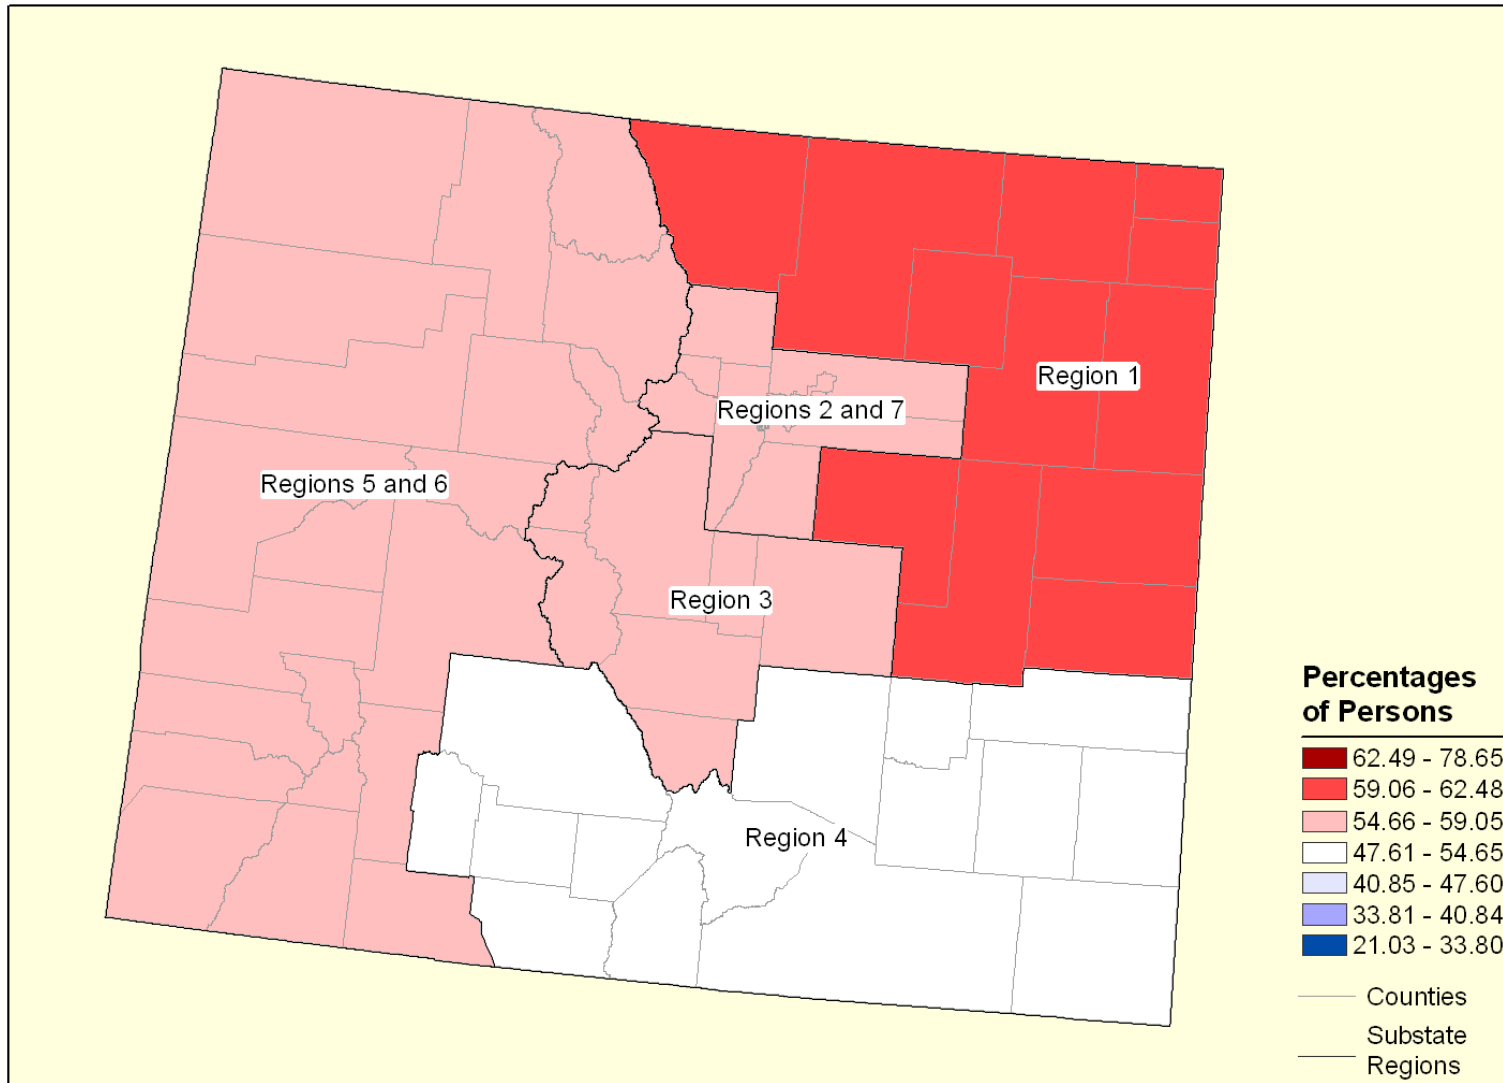 Region 1
Regions 2 and 7
Regions 5 and 6
Region 3
Region 4
Percentages
of Persons
62.49 - 78.65
59.06 - 62.48
54.66 - 59.05
47.61 - 54.65
40.85 - 47.60
33.81 - 40.84
21.03 - 33.80
Counties
Substate
Regions